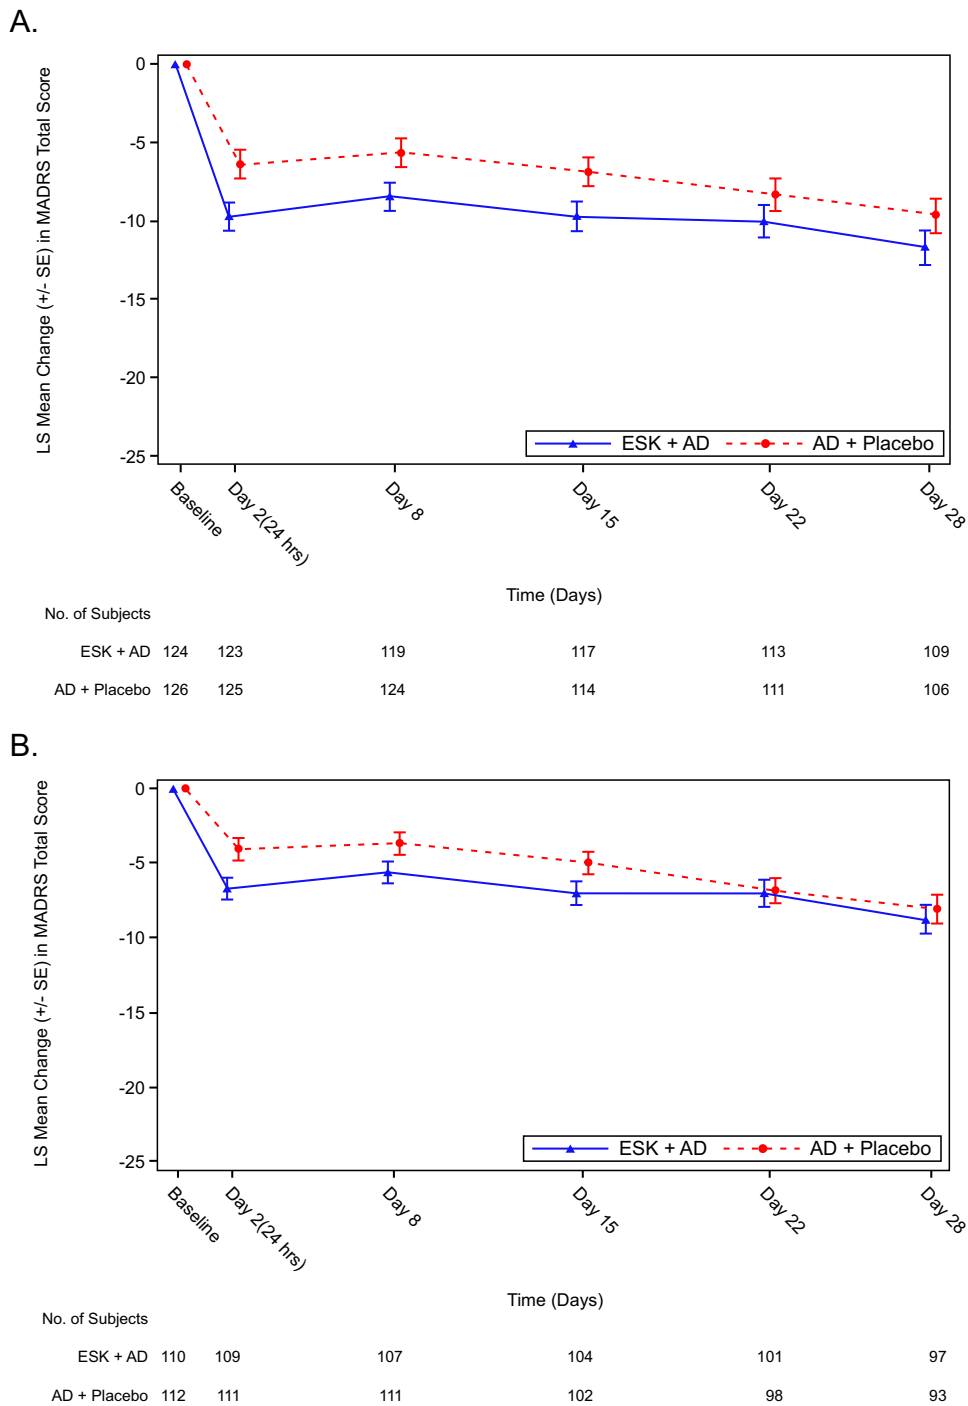 A.
LS Mean Change (+/- SE) in MADRS Total Score
0
-5
-10
-15
-20
-25
ESK + AD AD + Placebo
Baseline Day 2(24 hrs) Day 8 Day 15 Day 22 Day 28
Time (Days)
No. of Subjects
ESK + AD 124 123 119 117 113 109
AD + Placebo 126 125 124 114 111 106
B.
LS Mean Change (+/- SE) in MADRS Total Score
0
-5
-10
-15
-20
-25
ESK + AD AD + Placebo
Baseline Day 2(24 hrs) Day 8 Day 15 Day 22 Day 28
Time (Days)
No. of Subjects
ESK + AD 110 109 107 104 101 97
AD + Placebo 112 111 111 102 98 93